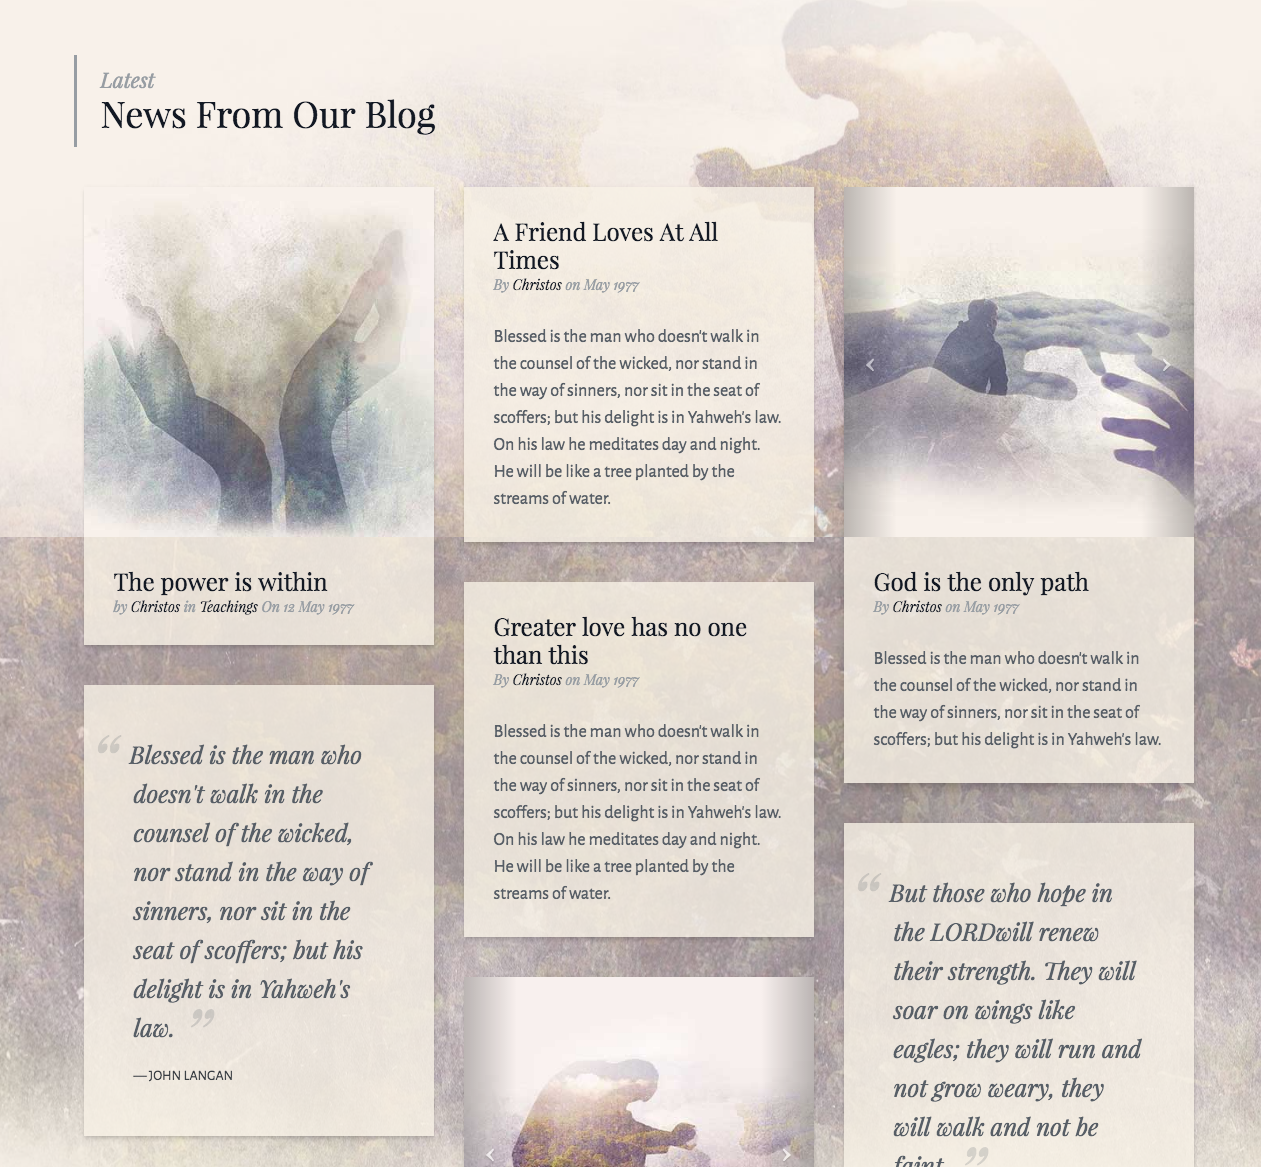 Latest
News From Our Blog
The power is within
by Christos in Teachings On 12 May 1977
“ Blessed is the man who
doesn't walk in the
counsel of the wicked,
nor stand in the way of
sinners, nor sit in the
seat of scoffers; but his
delight is in Yahweh's
law. ”
— JOHN LANGAN
A Friend Loves At All
Times
By Christos on May 1977
Blessed is the man who doesn't walk in
the counsel of the wicked, nor stand in
the way of sinners, nor sit in the seat of
scoffers; but his delight is in Yahweh's law.
On his law he meditates day and night.
He will be like a tree planted by the
streams of water.
Greater love has no one
than this
By Christos on May 1977
Blessed is the man who doesn't walk in
the counsel of the wicked, nor stand in
the way of sinners, nor sit in the seat of
scoffers; but his delight is in Yahweh's law.
On his law he meditates day and night.
He will be like a tree planted by the
streams of water.
God is the only path
By Christos on May 1977
Blessed is the man who doesn't walk in
the counsel of the wicked, nor stand in
the way of sinners, nor sit in the seat of
scoffers; but his delight is in Yahweh's law.
“ But those who hope in
the LORDwill renew
their strength. They will
soar on wings like
eagles; they will run and
not grow weary, they
will walk and not be
faint. ”